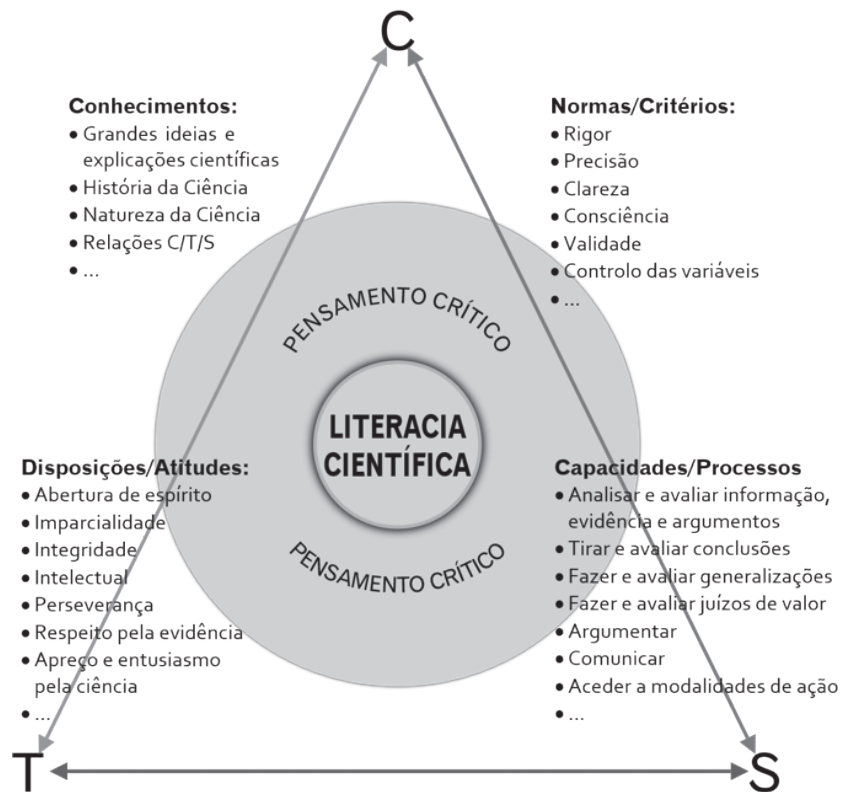 C
Conhecimentos:
• Grandes ideias e
explicações científicas
• História da Ciência
• Natureza da Ciência
• Relações C/T/S
• ...
Normas/Critérios:
• Rigor
• Precisão
• Clareza
• Consciência
• Validade
• Controlo das variáveis
• ...
PENSAMENTO CRÍTICO
LITERACIA
CIENTÍFICA
PENSAMENTO CRÍTICO
Disposições/Atitudes:
• Abertura de espírito
• Imparcialidade
• Integridade
• Intelectual
• Perseverança
• Respeito pela evidência
• Apreço e entusiasmo
pela ciência
• ...
Capacidades/Processos
• Analisar e avaliar informação,
evidência e argumentos
• Tirar e avaliar conclusões
• Fazer e avaliar generalizações
• Fazer e avaliar juízos de valor
• Argumentar
• Comunicar
• Aceder a modalidades de ação
• ...
T
S